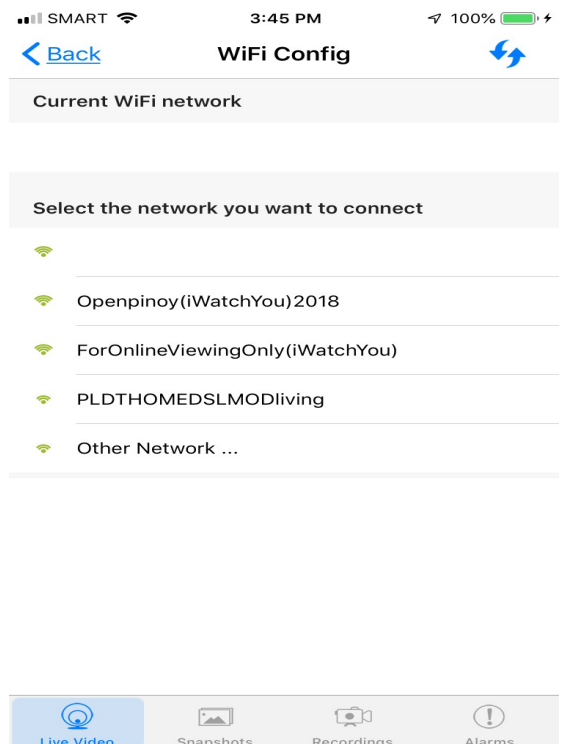 SMART 3:45 PM 100%
Back WiFi Config
Current WiFi network
Select the network you want to connect
Openpinoy(iWatchYou)2018
ForOnlineViewingOnly(iWatchYou)
PLDTHOMEDSLMODliving
Other Network ...
Live Video Snapshots Recordings Alarms